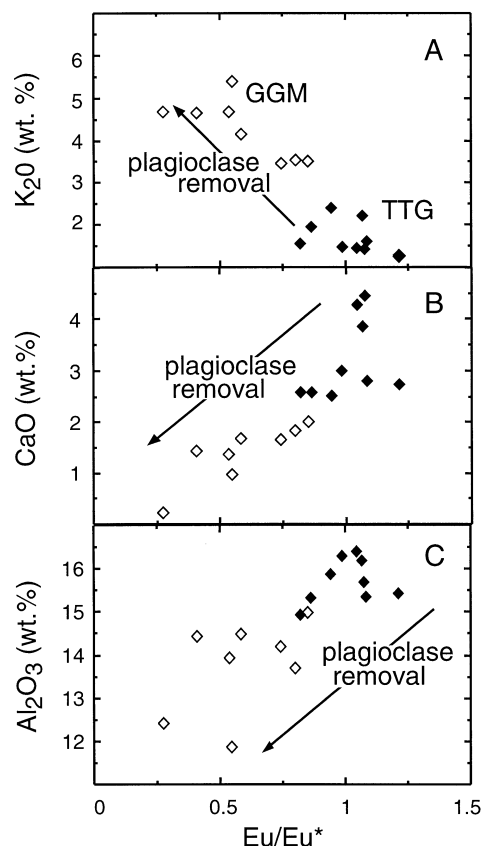 A
6
5
4
3
2
K20 (wt. %)
GGM
plagioclase
removal
TTG
B
4
3
2
1
CaO (wt.%)
plagioclase
removal
C
16
15
14
13
12
Al2O3 (wt.%)
plagioclase
removal
0 0.5 1 1.5
Eu/Eu*